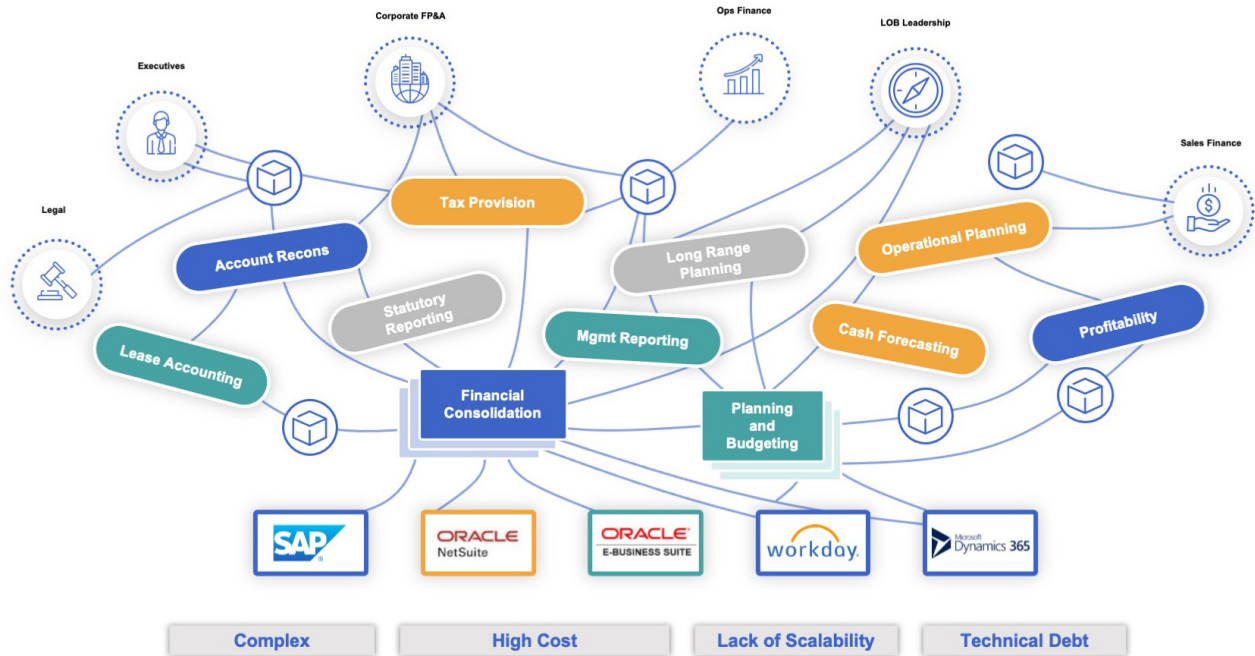 Corporate FP&A
Ops Finance
LOB Leadership
Executives
Sales Finance
Legal
Tax Provision
Account Recons
Long Range
Planning
Operational Planning
Statutory
Reporting
Lease Accounting
Mgmt Reporting
Cash Forecasting
Profitability
Financial
Consolidation
Planning
and
Budgeting
SAP®
ORACLE
NetSuite
ORACLE®
E-BUSINESS SUITE
workday.
Microsoft
Dynamics 365
Complex
High Cost
Lack of Scalability
Technical Debt